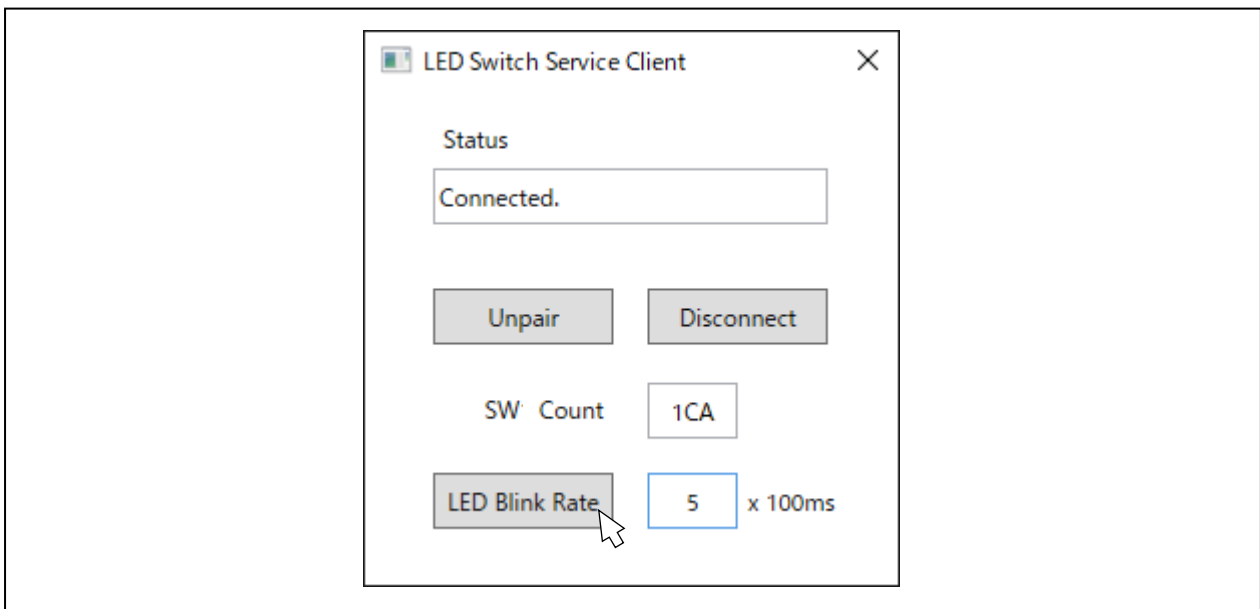 LED Switch Service Client
Status
Connected.
Unpair Disconnect
SW Count 1CA
LED Blink Rate 5 x 100ms